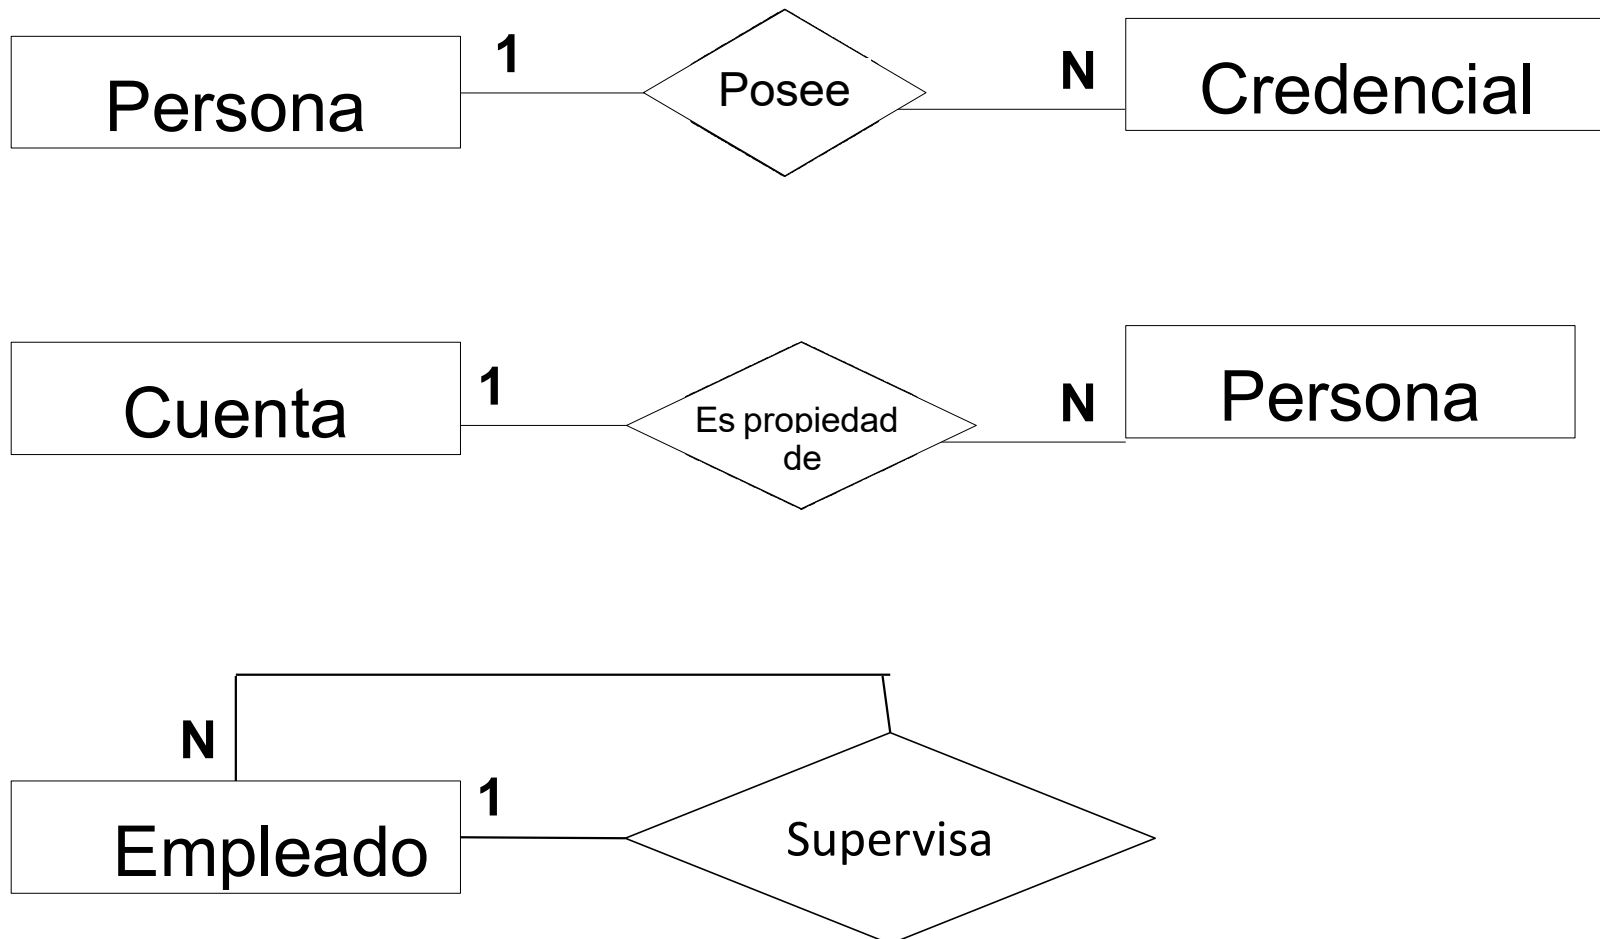 Persona
1
Posee
N
Credencial
Cuenta
1
Es propiedad
de
N
Persona
N
Empleado
1
Supervisa